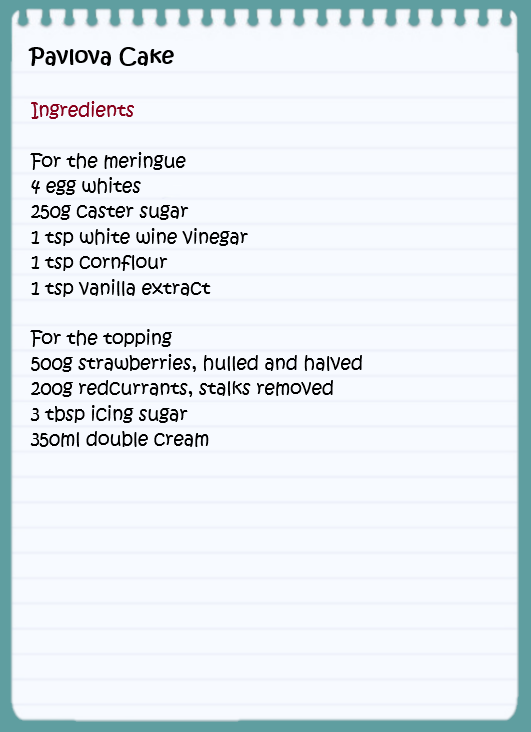 Pavlova Cake
Ingredients
For the meringue
4 egg whites
250g caster sugar
1 tsp white wine vinegar
1 tsp cornflour
1 tsp vanilla extract
For the topping
500g strawberries, hulled and halved
200g redcurrants, stalks removed
3 tbsp icing sugar
350ml double cream